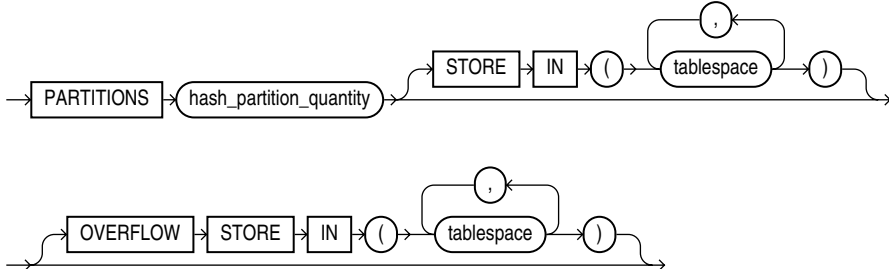 ,
STORE IN ( tablespace )
PARTITIONS hash_partition_quantity
,
OVERFLOW STORE IN ( tablespace )